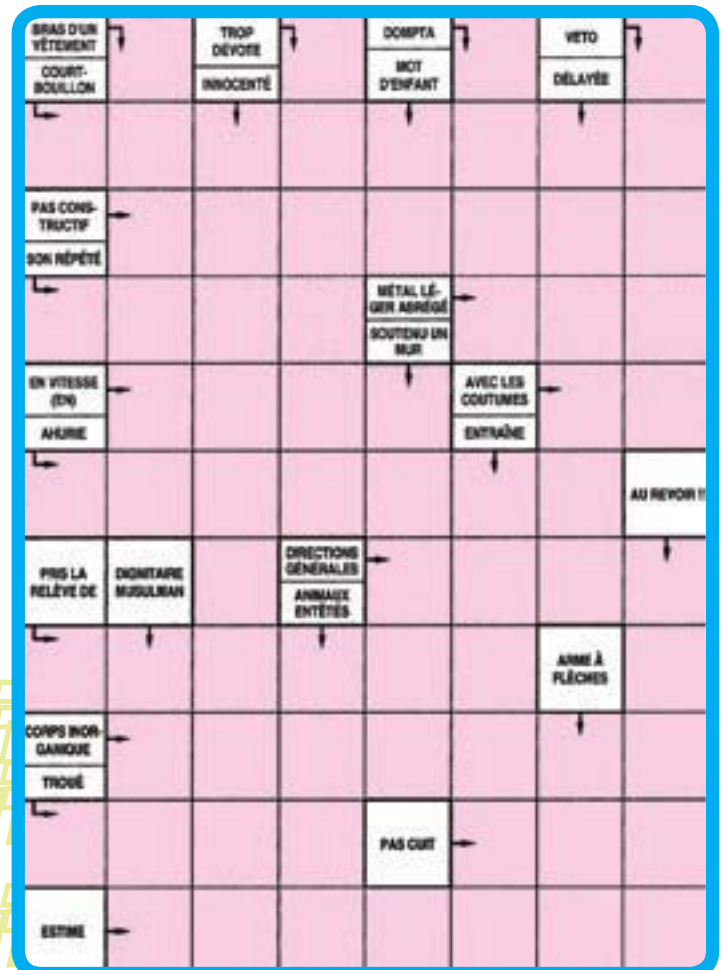 BRAS D'UN
VÊTEMENT
COURT-
BOUILLON
TROP
DÉVOTE
INNOCENTÉ
DOMPTA
MOT
D'ENFANT
VETO
DÉLAYÉE
PAS CONS-
TRUCTIF
SON RÉPÉTÉ
MÉTAL LÉ-
GER ABRÉGÉ
SOUTENU UN
MUR
EN VITESSE
(EN)
AHURIE
AVEC LES
COUTUMES
ENTRAÎNE
AU REVOIR !!
PRIS LA
RELÈVE DE
DIGNITAIRE
MUSULMAN
DIRECTIONS
GÉNÉRALES
ANIMAUX
ENTÊTÉS
ARME À
FLÈCHES
CORPS INOR-
GANIQUE
TROUÉ
PAS CUIT
ESTIME